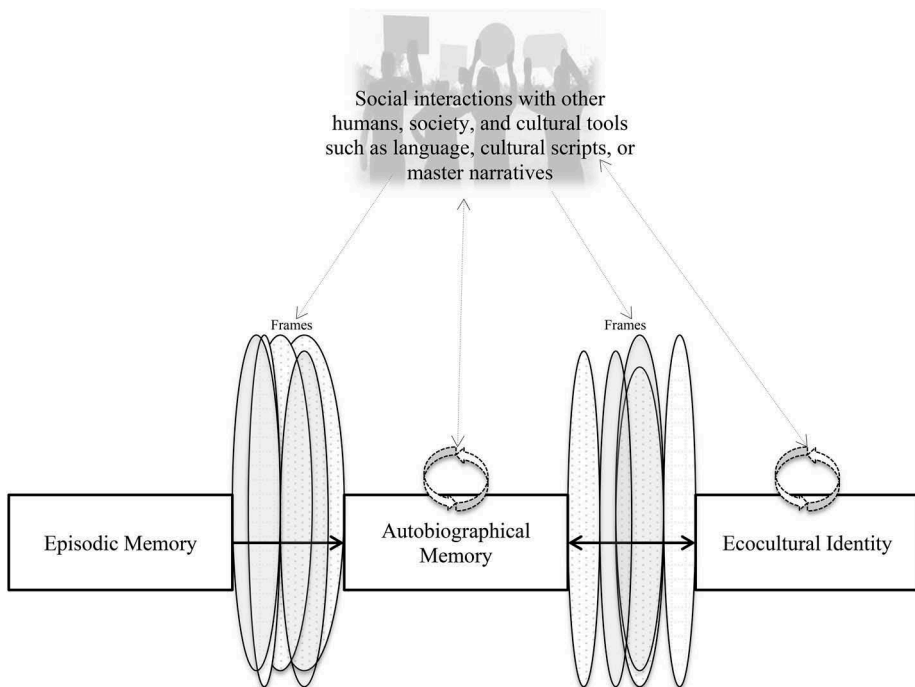 Social interactions with other
humans, society, and cultural tools
such as language, cultural scripts, or
master narratives
Frames
Frames
Episodic Memory
Autobiographical
Memory
Ecocultural Identity